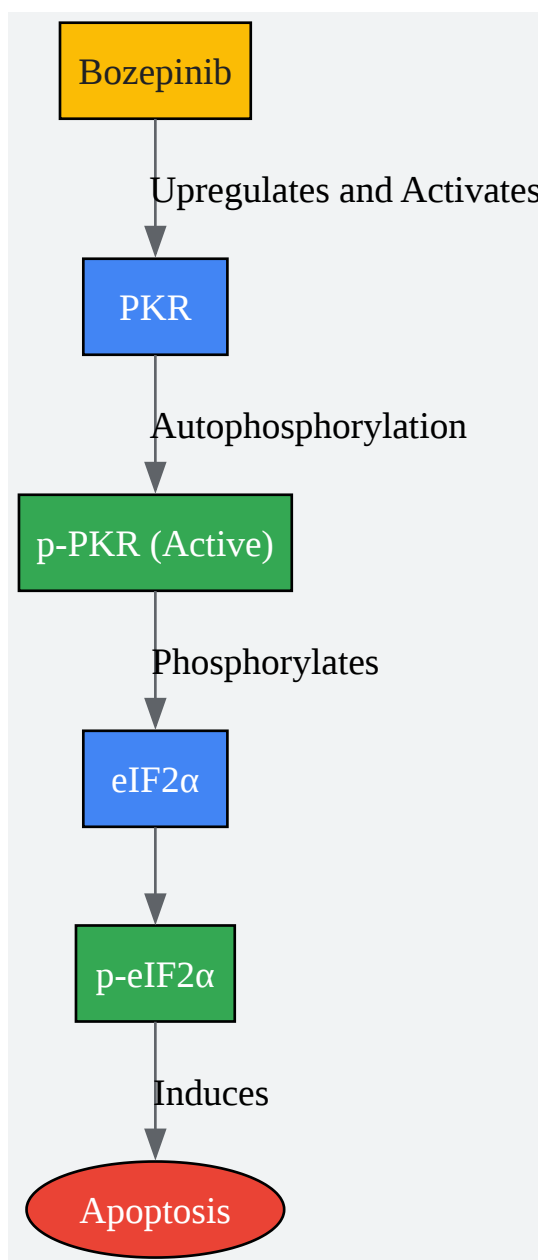 Bozepinib
Upregulates and Activates
PKR
Autophosphorylation
p-PKR (Active)
Phosphorylates
eIF2α
p-eIF2α
Induces
Apoptosis